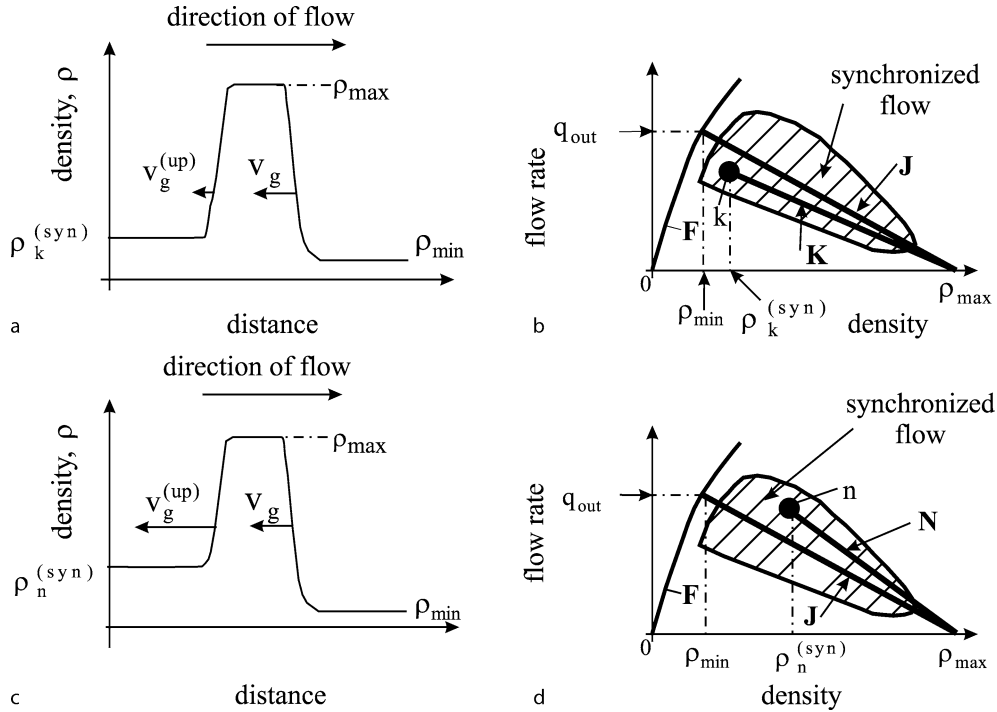 direction of flow
density, ρ
ρmax
vg(up)
vg
ρk(syn)
ρmin
distance
a
flow rate
qout
synchronized
flow
J
k
F
K
0
ρmin
ρk(syn)
ρmax
density
b
direction of flow
density, ρ
ρmax
vg(up)
vg
ρn(syn)
ρmin
distance
c
synchronized
flow
flow rate
qout
n
N
F
J
0
ρmin
ρn(syn)
ρmax
density
d